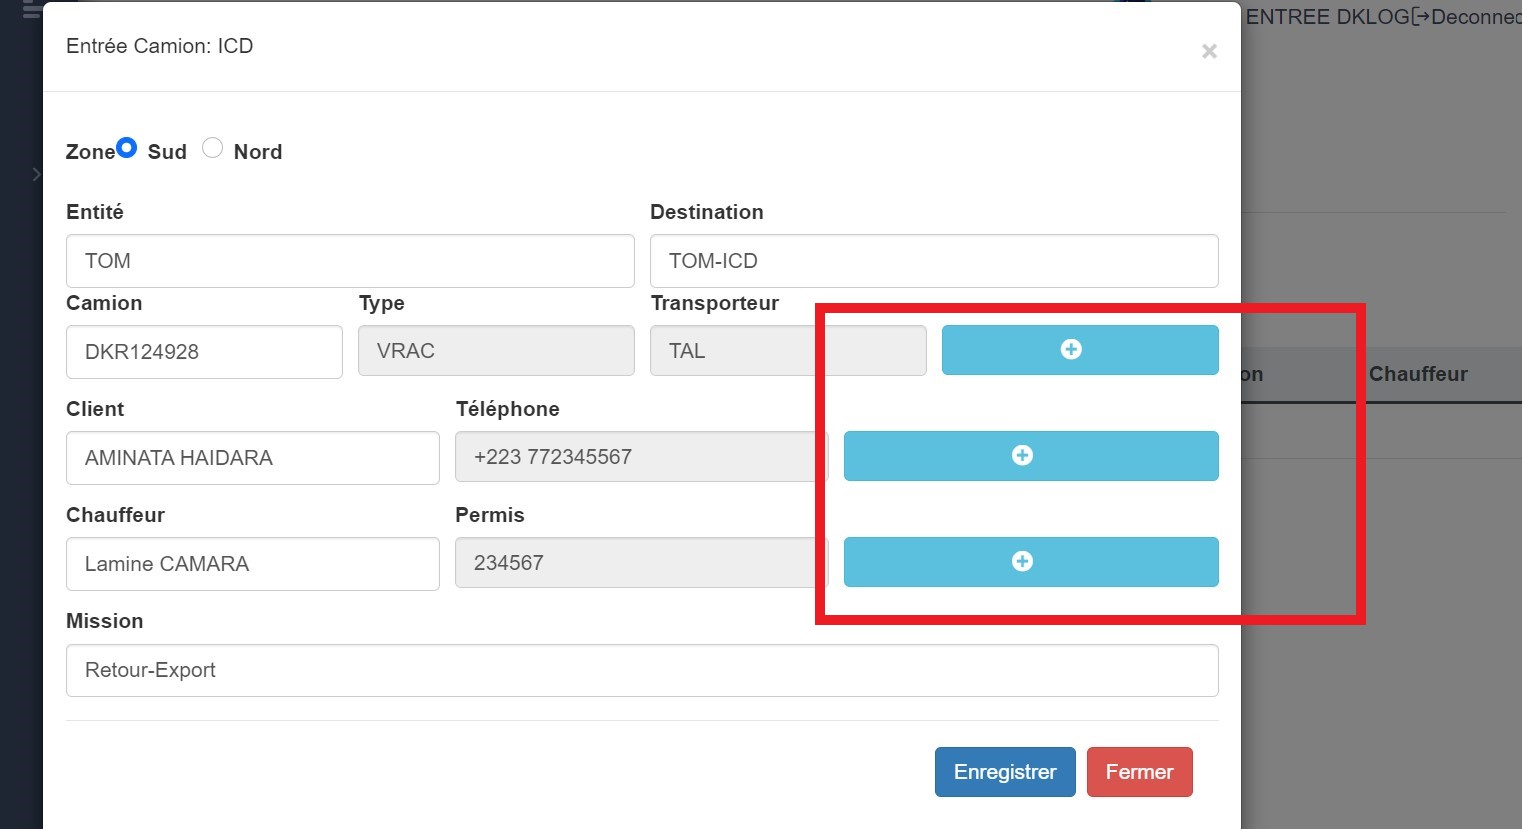 ENTREE DKLOG Deconnec
Entrée Camion: ICD
×
Zone Sud Nord
Entité Destination
TOM TOM-ICD
Camion Type Transporteur
DKR124928 VRAC TAL
on Chauffeur
Client Téléphone
AMINATA HAIDARA +223 772345567
Chauffeur Permis
Lamine CAMARA 234567
Mission
Retour-Export
Enregistrer Fermer